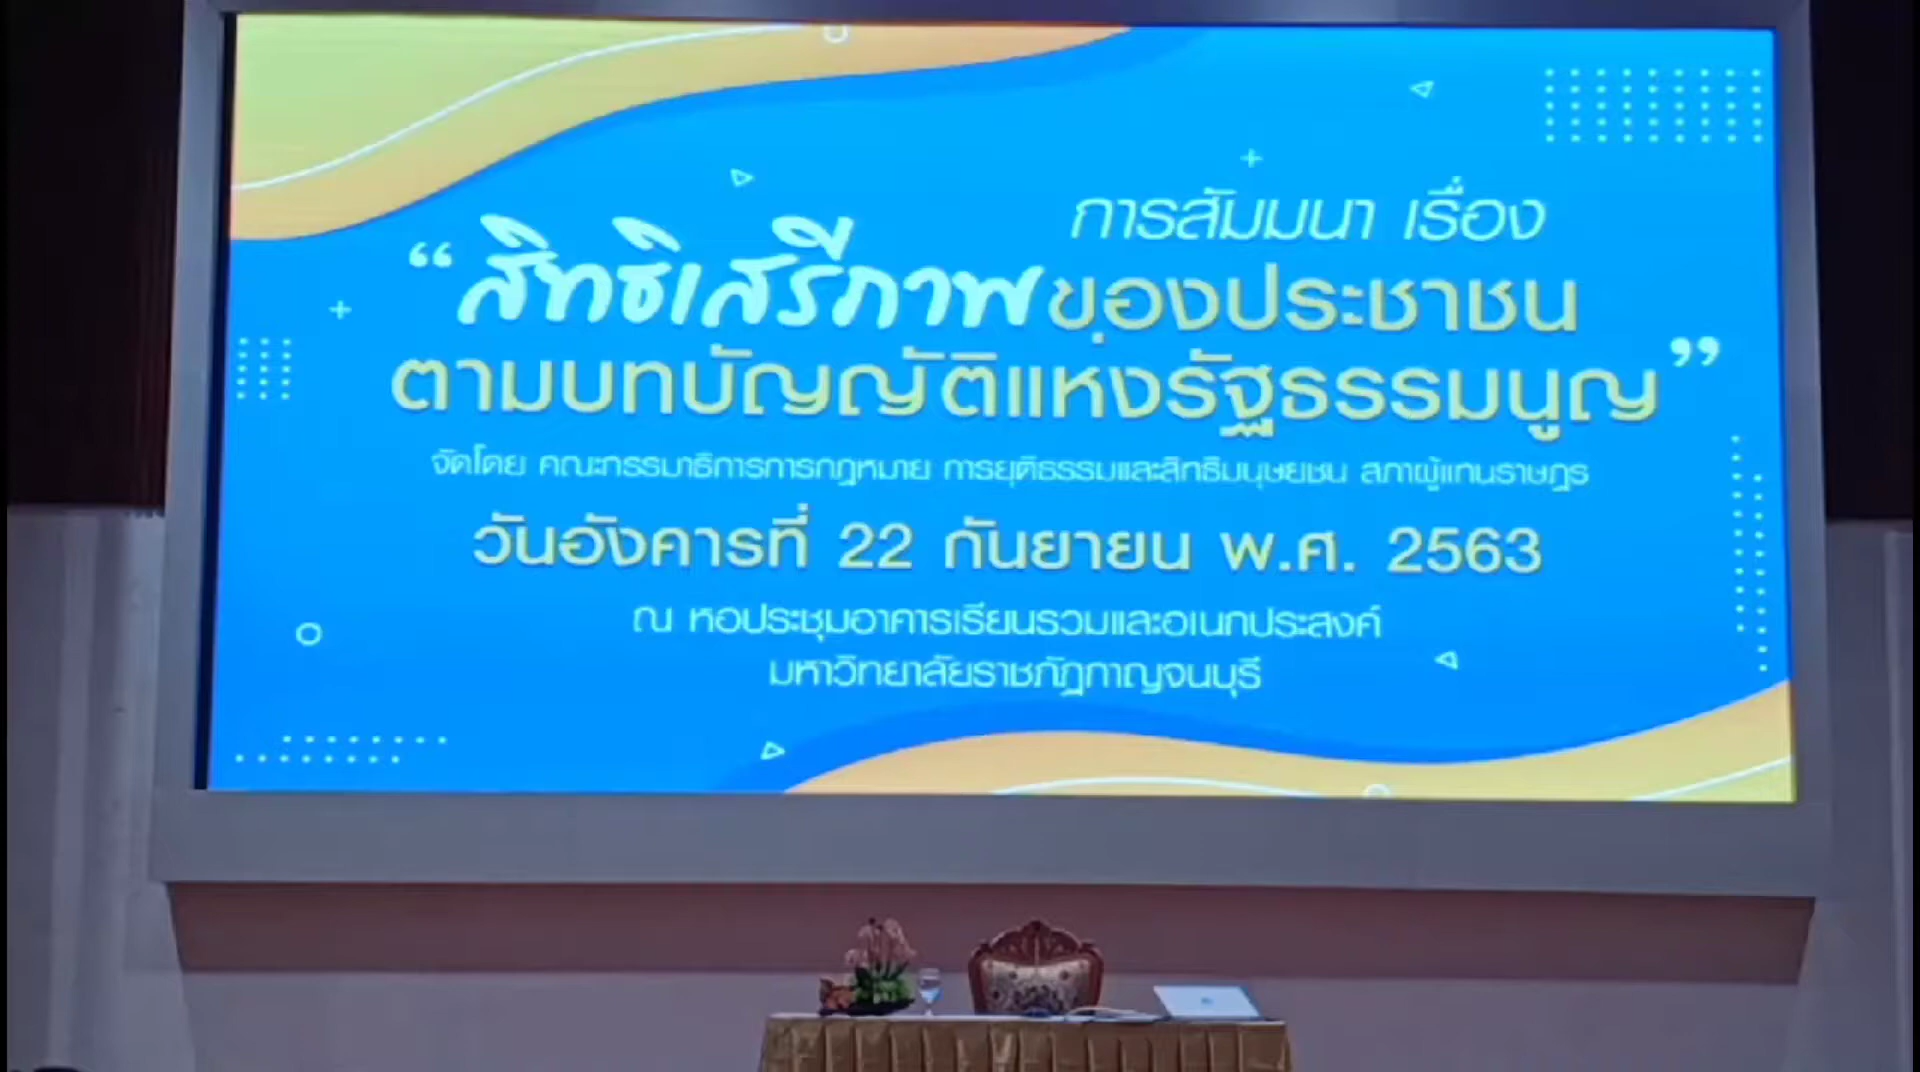 การสัมมนา เรื่อง
“สิทธิเสรีภาพของประชาชน
ตามบทบัญญัติแห่งรัฐธรรมนูญ”
จัดโดย คณะกรรมาธิการการกฎหมาย การยุติธรรมและสิทธิมนุษยชน สภาผู้แทนราษฎร
วันอังคารที่ 22 กันยายน พ.ศ. 2563
ณ หอประชุมอาคารเรียนรวมและอเนกประสงค์
มหาวิทยาลัยราชภัฏกาญจนบุรี